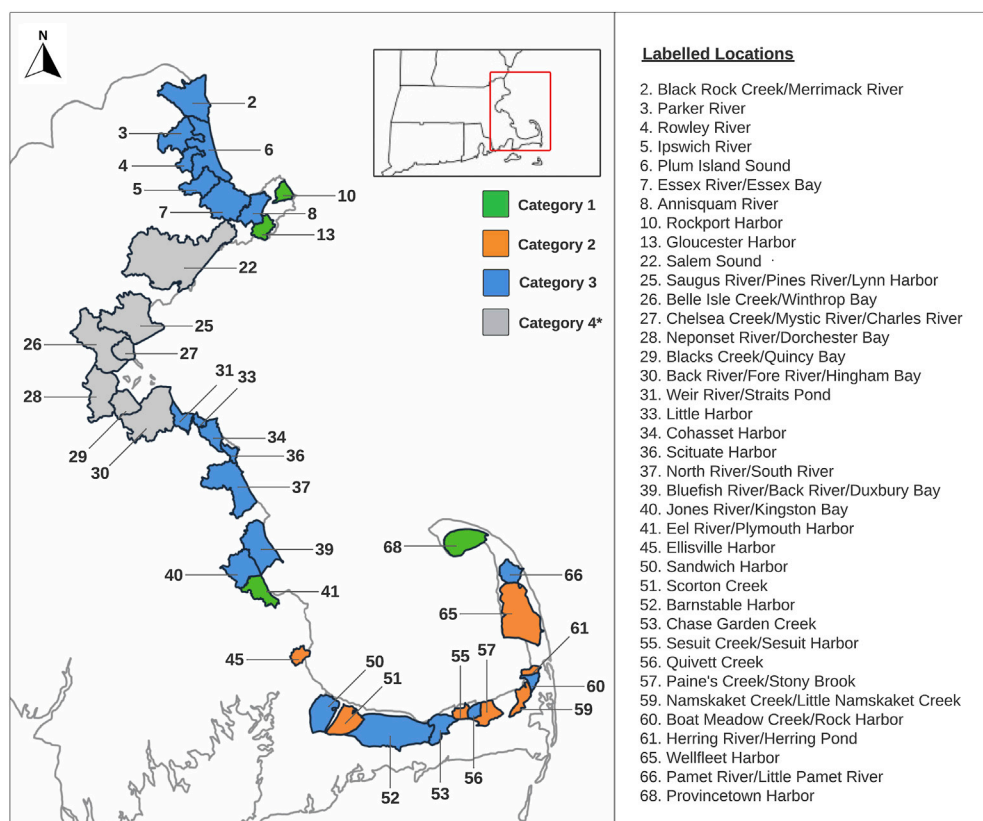 N
2
3
6
4
5
10
7
8
13
22
25
26
27
31
33
28
34
29
36
30
37
39
68
40
66
41
65
61
45
50
57
55
51
60
59
56
53
52
Category 1
Category 2
Category 3
Category 4*
Labelled Locations
2. Black Rock Creek/Merrimack River
3. Parker River
4. Rowley River
5. Ipswich River
6. Plum Island Sound
7. Essex River/Essex Bay
8. Annisquam River
10. Rockport Harbor
13. Gloucester Harbor
22. Salem Sound
25. Saugus River/Pines River/Lynn Harbor
26. Belle Isle Creek/Winthrop Bay
27. Chelsea Creek/Mystic River/Charles River
28. Neponset River/Dorchester Bay
29. Blacks Creek/Quincy Bay
30. Back River/Fore River/Hingham Bay
31. Weir River/Straits Pond
33. Little Harbor
34. Cohasset Harbor
36. Scituate Harbor
37. North River/South River
39. Bluefish River/Back River/Duxbury Bay
40. Jones River/Kingston Bay
41. Eel River/Plymouth Harbor
45. Ellisville Harbor
50. Sandwich Harbor
51. Scorton Creek
52. Barnstable Harbor
53. Chase Garden Creek
55. Sesuit Creek/Sesuit Harbor
56. Quivett Creek
57. Paine's Creek/Stony Brook
59. Namskaket Creek/Little Namskaket Creek
60. Boat Meadow Creek/Rock Harbor
61. Herring River/Herring Pond
65. Wellfleet Harbor
66. Pamet River/Little Pamet River
68. Provincetown Harbor